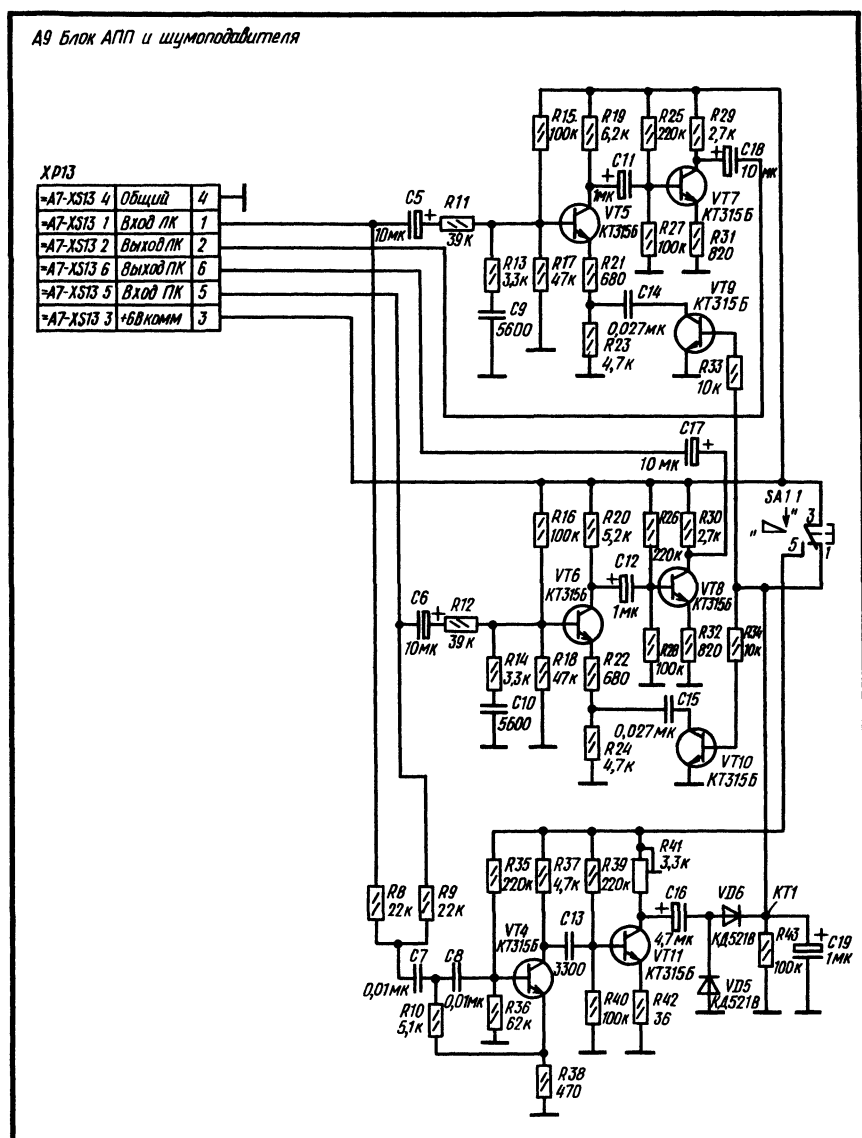 А9 Блок АПП и шумоподавителя
ХР13
=А7-XS13 4 Общий 4
=А7-XS13 1 Вход ЛК 1
=А7-XS13 2 Выход ЛК 2
=А7-XS13 6 Выход ПК 6
=А7-XS13 5 Вход ПК 5
=А7-XS13 3 +6Вкомм 3
R15
100к
R19
6,2к
R25
220к
R29
2,7к
C18
10 мк
C11
+
1мк
VT7
КТ315Б
C5
+
10мк
R11
39к
VT5
КТ315Б
R27
100к
R31
820
R13
3,3к
R17
47к
R21
680
C14
0,027мк
VT9
КТ315Б
C9
5600
R23
4,7к
R33
10к
C17
+
10 мк
SA1 1
3
"
"
5
1
R16
100к
R20
5,2к
R26
220к
R30
2,7к
C12
+
1мк
VT6
КТ315Б
VT8
КТ315Б
C6
+
10мк
R12
39к
R28
100к
R32
820
R34
10к
R14
3,3к
R18
47к
R22
680
C15
0,027мк
C10
5600
R24
4,7к
VT10
КТ315Б
R35
220к
R37
4,7к
R39
220к
R41
3,3к
R8
22к
R9
22к
C16
+
4,7мк
VD6
КД521В
КТ1
VT4
КТ315Б
C13
3300
VT11
КТ315Б
R43
100к
C19
+
1мк
C7
0,01мк
C8
0,01мк
VD5
КД521В
R10
5,1к
R36
62к
R40
100к
R42
36
R38
470